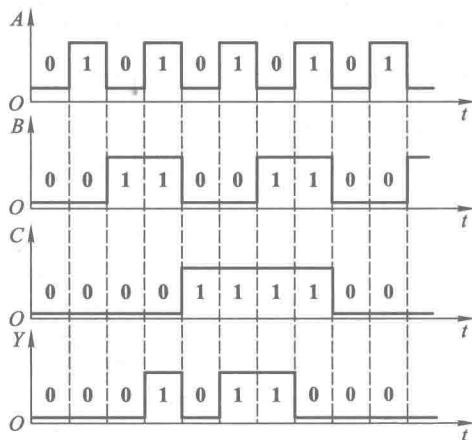 A
0 1 0 1 0 1 0 1 0 1
O t
B
0 0 1 1 0 0 1 1 0 0
O t
C
0 0 0 0 1 1 1 1 0 0
O t
Y
0 0 0 1 0 1 1 0 0 0
O t